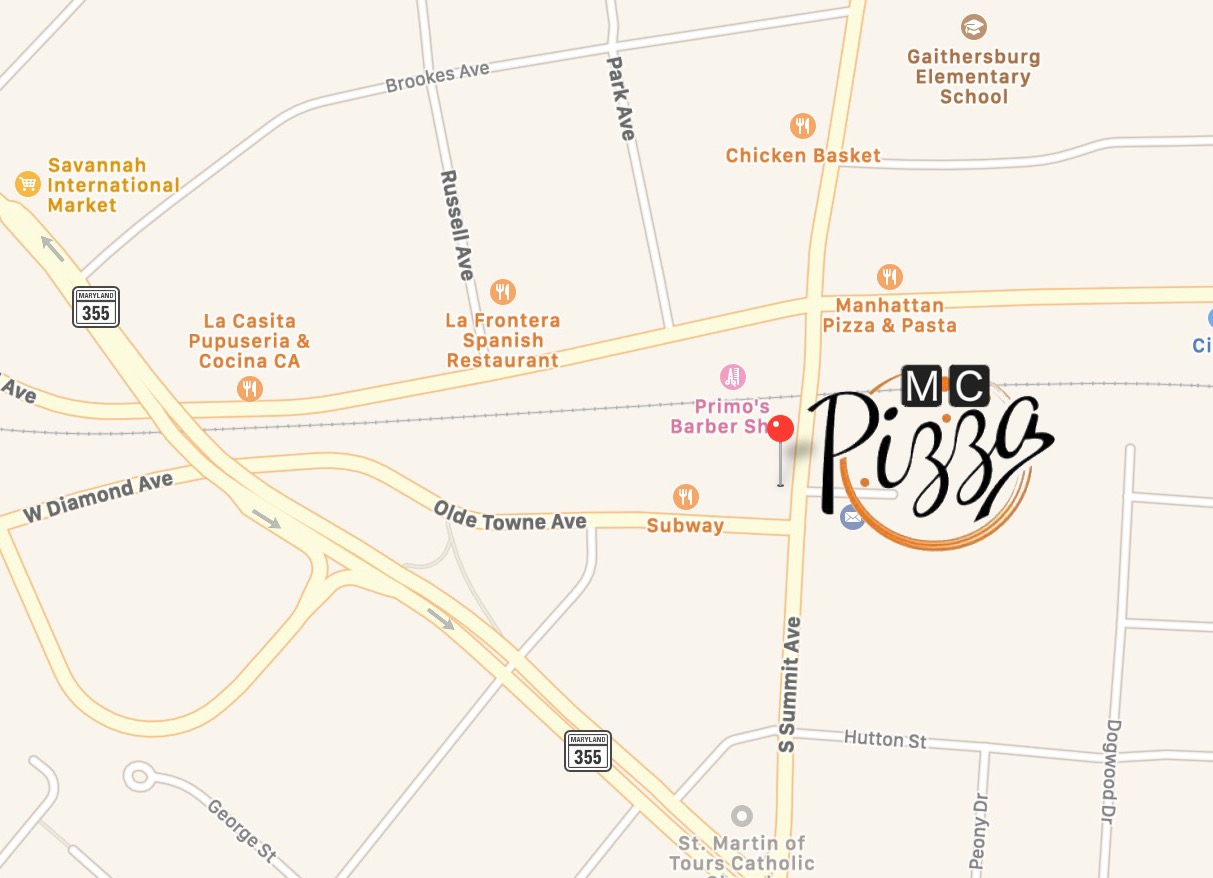 Gaithersburg
Elementary
School
Brookes Ave
Park Ave
Chicken Basket
Savannah
International
Market
Russell Ave
MARYLAND
355
La Casita
Pupuseria &
Cocina CA
La Frontera
Spanish
Restaurant
Manhattan
Pizza & Pasta
Ci
Ave
Primo's
Barber Sh
MC
Pizza
W Diamond Ave
Olde Towne Ave
Subway
S Summit Ave
Hutton St
MARYLAND
355
Dogwood Dr
George St
Peony Dr
St. Martin of
Tours Catholic